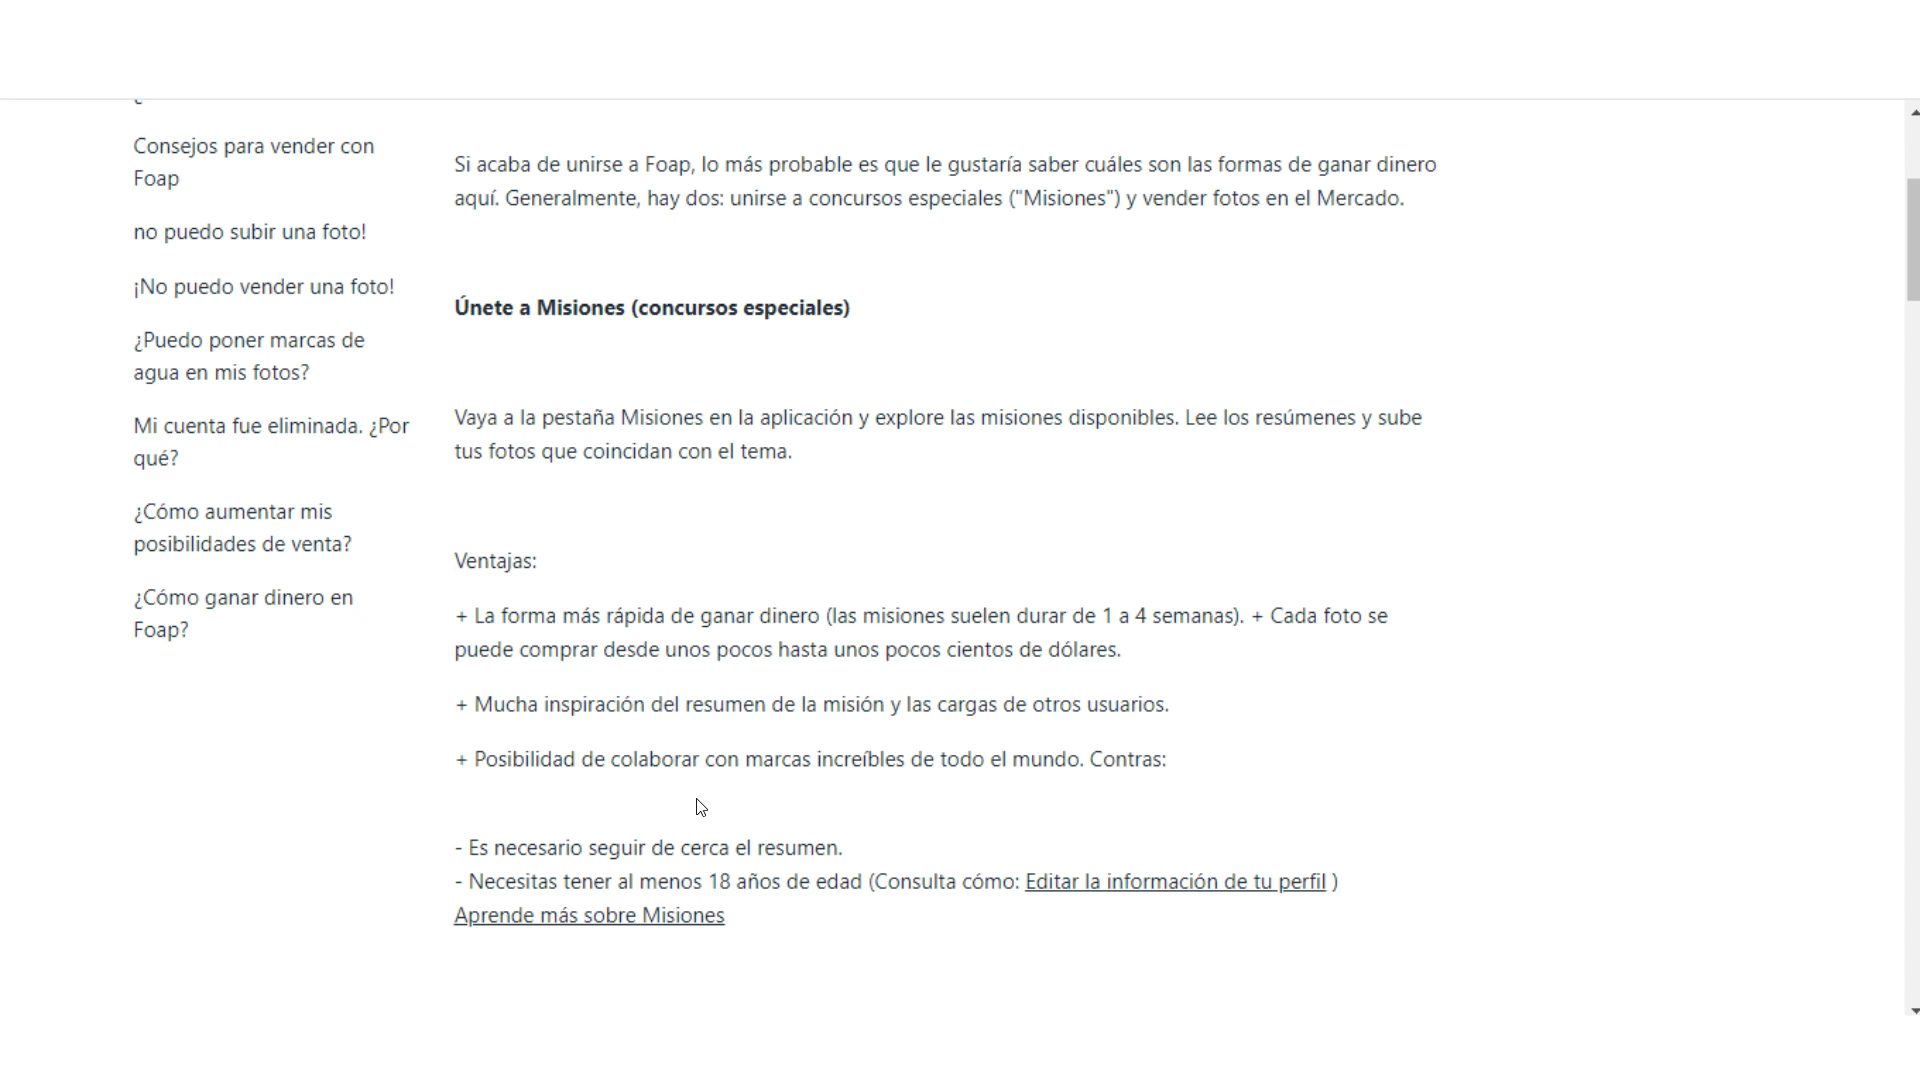 Consejos para vender con
Foap
no puedo subir una foto!
¡No puedo vender una foto!
¿Puedo poner marcas de
agua en mis fotos?
Mi cuenta fue eliminada. ¿Por
qué?
¿Cómo aumentar mis
posibilidades de venta?
¿Cómo ganar dinero en
Foap?
Si acaba de unirse a Foap, lo más probable es que le gustaría saber cuáles son las formas de ganar dinero
aquí. Generalmente, hay dos: unirse a concursos especiales ("Misiones") y vender fotos en el Mercado.
Únete a Misiones (concursos especiales)
Vaya a la pestaña Misiones en la aplicación y explore las misiones disponibles. Lee los resúmenes y sube
tus fotos que coincidan con el tema.
Ventajas:
+ La forma más rápida de ganar dinero (las misiones suelen durar de 1 a 4 semanas). + Cada foto se
puede comprar desde unos pocos hasta unos pocos cientos de dólares.
+ Mucha inspiración del resumen de la misión y las cargas de otros usuarios.
+ Posibilidad de colaborar con marcas increíbles de todo el mundo. Contras:
- Es necesario seguir de cerca el resumen.
- Necesitas tener al menos 18 años de edad (Consulta cómo: Editar la información de tu perfil )
Aprende más sobre Misiones